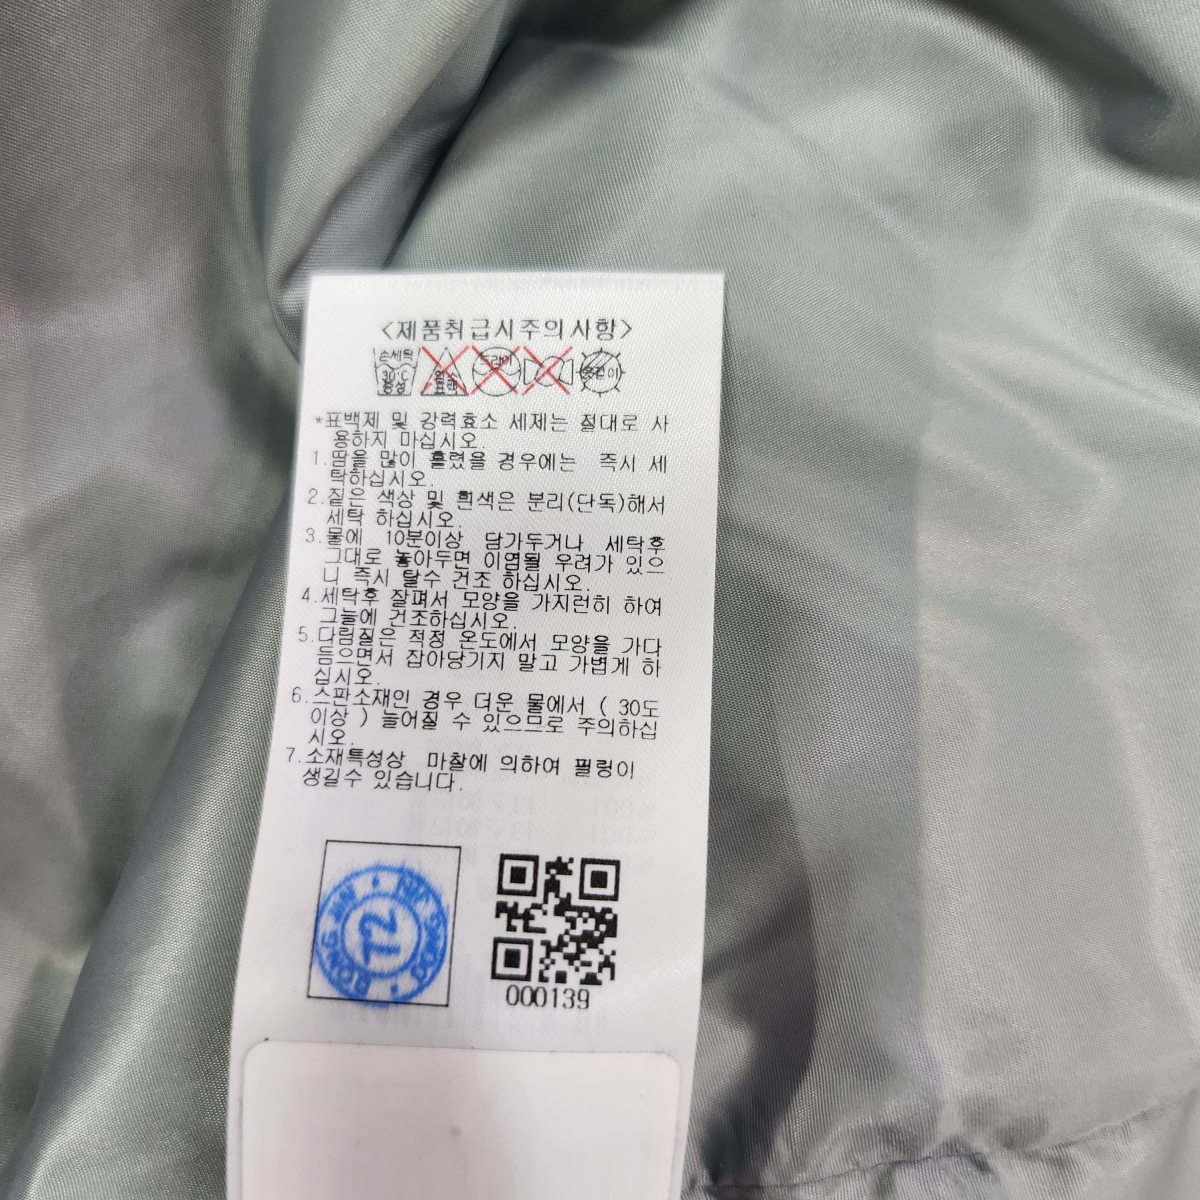 <제품취급시주의사항>
손세탁
30℃
중성
염소
표백
드라이
*표백제 및 강력효소 세제는 절대로 사
용하지 마십시오.
1.땀을 많이 흘렸을 경우에는 즉시 세
탁하십시오.
2.짙은 색상 및 흰색은 분리(단독)해서
세탁 하십시오.
3.물에 10분이상 담가두거나 세탁후
그대로 놓아두면 이염될 우려가 있으
니 즉시 탈수 건조 하십시오.
4.세탁후 잘펴서 모양을 가지런히 하여
그늘에 건조하십시오.
5.다림질은 적정 온도에서 모양을 가다
듬으면서 잡아당기지 말고 가볍게 하
십시오.
6.스판소재인 경우 더운 물에서 ( 30도
이상 ) 늘어질 수 있으므로 주의하십
시오.
7.소재특성상 마찰에 의하여 필링이
생길수 있습니다.
72
000139